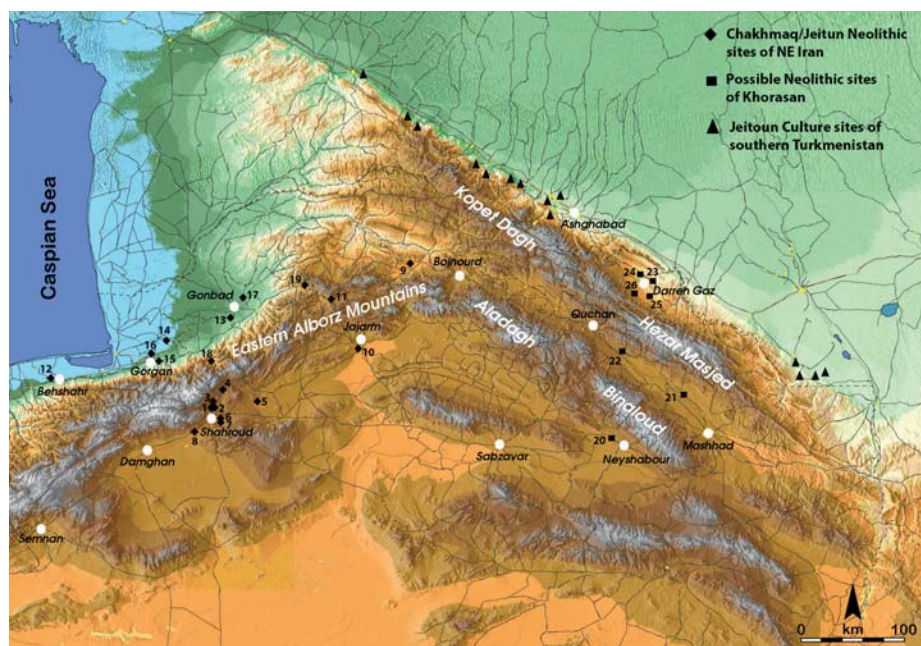 Chakhmaq/Jeitun Neolithic
sites of NE Iran
Possible Neolithic sites
of Khorasan
Jeitoun Culture sites of
southern Turkmenistan
Caspian Sea
Kopet Dagh
Ashghabad
9
Bojnourd
24
23
Darreh Gaz
26
25
19
11
Gonbad
17
13
Eastern Alborz Mountains
Aladagh
Quchan
Hezar Masjed
14
Jajarm
10
16
15
Gorgan
18
22
12
Behshahr
4
3
5
1
2
6
7
Shahroud
8
Binaloud
21
20
Neyshabour
Mashhad
Damghan
Sabzavar
Semnan
0
km
100